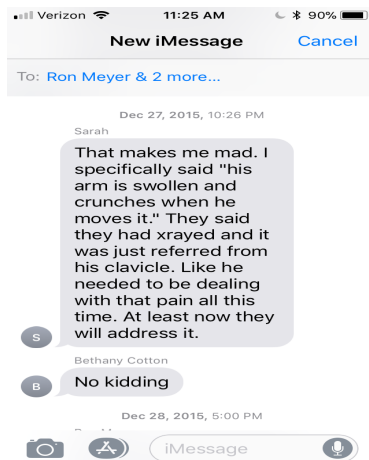 Verizon 11:25 AM 90%
New iMessage Cancel
To: Ron Meyer & 2 more...
Dec 27, 2015, 10:26 PM
Sarah
That makes me mad. I
specifically said "his
arm is swollen and
crunches when he
moves it." They said
they had xrayed and it
was just referred from
his clavicle. Like he
needed to be dealing
with that pain all this
time. At least now they
will address it.
S
Bethany Cotton
No kidding
B
Dec 28, 2015, 5:00 PM
iMessage